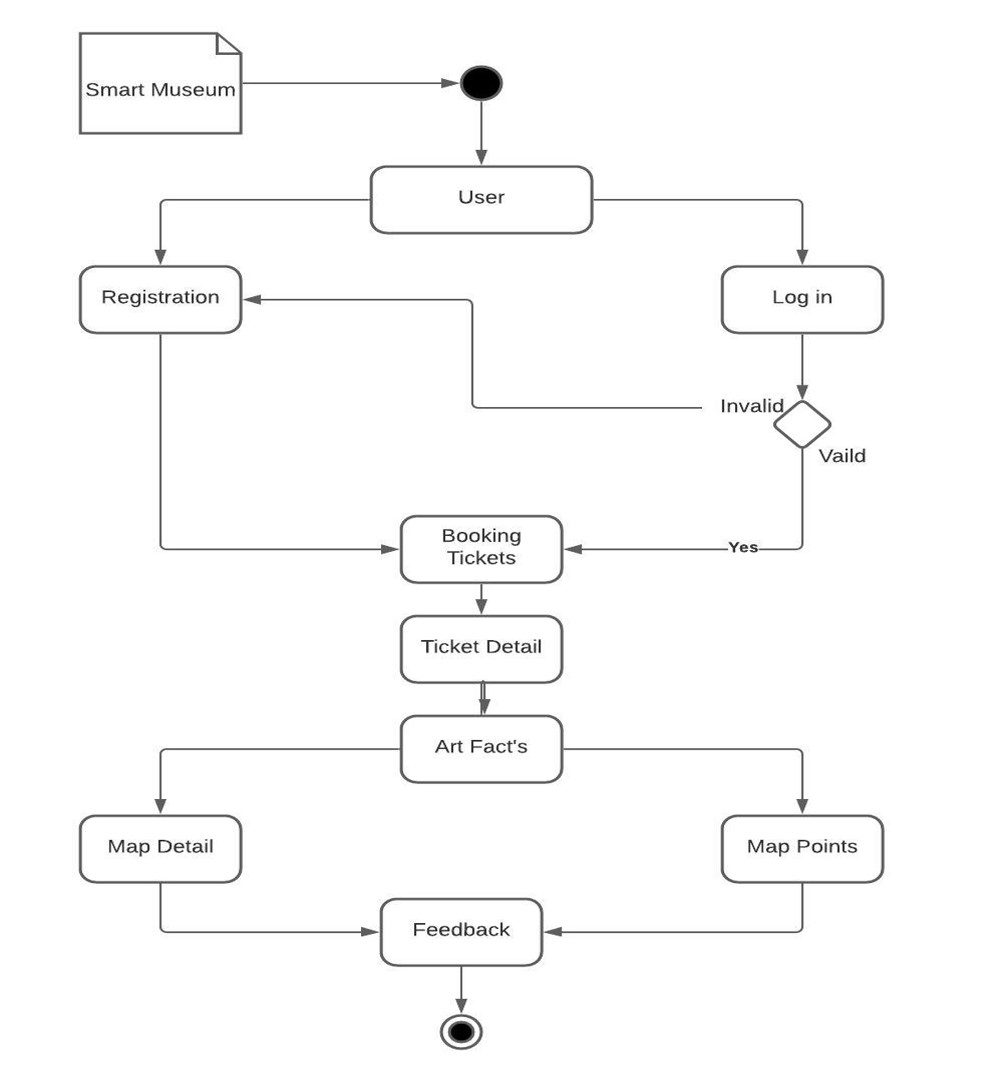 Smart Museum
User
Registration
Log in
Invalid
Vaild
Booking
Tickets
Yes
Ticket Detail
Art Fact's
Map Detail
Map Points
Feedback